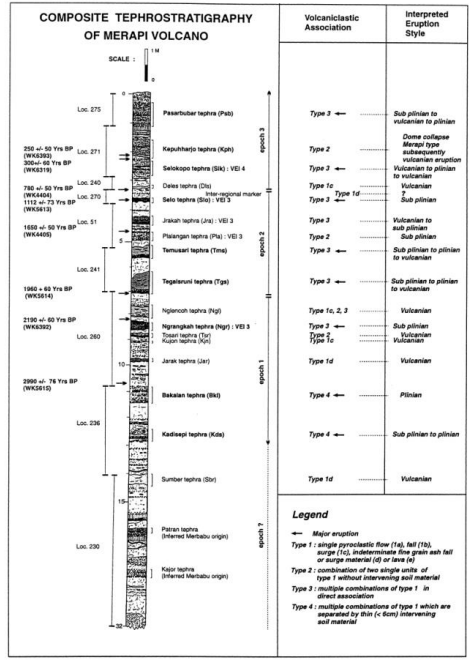 COMPOSITE TEPHROSTRATIGRAPHY
OF MERAPI VOLCANO
SCALE :
1 M
0
Volcaniclastic
Association
Interpreted
Eruption
Style
0
Loc. 275
Pasarbubar tephra (Psb)
Type 3
Sub plinian to
vulcanian to plinian
epoch 3
250 +/- 50 Yrs BP
(WK6393)
300+/- 60 Yrs BP
(WK6319)
Loc. 271
Kepuhharjo tephra (Kph)
Type 2
Dome collapse
Merapi type
subsequently
vulcanian eruption
Selokopo tephra (Slk) : VEI 4
Type 3
Vulcanian to plinian
to vulcanian
Loc. 240
780 +/- 50 Yrs BP
(WK4404)
Deles tephra (Dls)
Type 1c
Vulcanian
Inter-regional marker
Type 1d
?
Loc. 270
1112 +/- 73 Yrs BP
(WK5613)
Selo tephra (Slo) : VEI 3
Type 3
Sub plinian
Loc. 51
Jrakah tephra (Jra) : VEI 3
Type 3
Vulcanian to
sub plinian
1650 +/- 50 Yrs BP
(WK4405)
Plalangan tephra (Pla) : VEI 3
Type 2
Sub plinian
5
epoch 2
Temusari tephra (Tms)
Type 3
Sub plinian to plinian
to vulcanian
Loc. 241
Tegalsruni tephra (Tgs)
Type 3
Sub plinian to plinian
to vulcanian
1960 + 60 Yrs BP
(WK5614)
Nglencoh tephra (Ngl)
Type 1c, 2, 3
Vulcanian
2190 +/- 60 Yrs BP
(WK6392)
Loc. 260
Ngrangkah tephra (Ngr) : VEI 3
Type 3
Sub plinian
Tosari tephra (Tsr)
Type 2
Vulcanian
Kujon tephra (Kjn)
Type 1c
Vulcanian
10
Jarak tephra (Jar)
Type 1d
Vulcanian
epoch 1
2990 +/- 76 Yrs BP
(WK5615)
Bakalan tephra (Bkl)
Type 4
Plinian
Loc. 236
Kadisepi tephra (Kds)
Type 4
Sub plinian to plinian
Sumber tephra (Sbr)
Type 1d
Vulcanian
15
Loc. 230
Patran tephra
(Inferred Merbabu origin)
epoch ?
Kajor tephra
(Inferred Merbabu origin)
32
Legend
Major eruption
Type 1 : single pyroclastic flow (1a), fall (1b),
surge (1c), indeterminate fine grain ash fall
or surge material (d) or lava (e)
Type 2 : combination of two single units of
type 1 without intervening soil material
Type 3 : multiple combinations of type 1 in
direct association
Type 4 : multiple combinations of type 1 which are
separated by thin (< 6cm) intervening
soil material